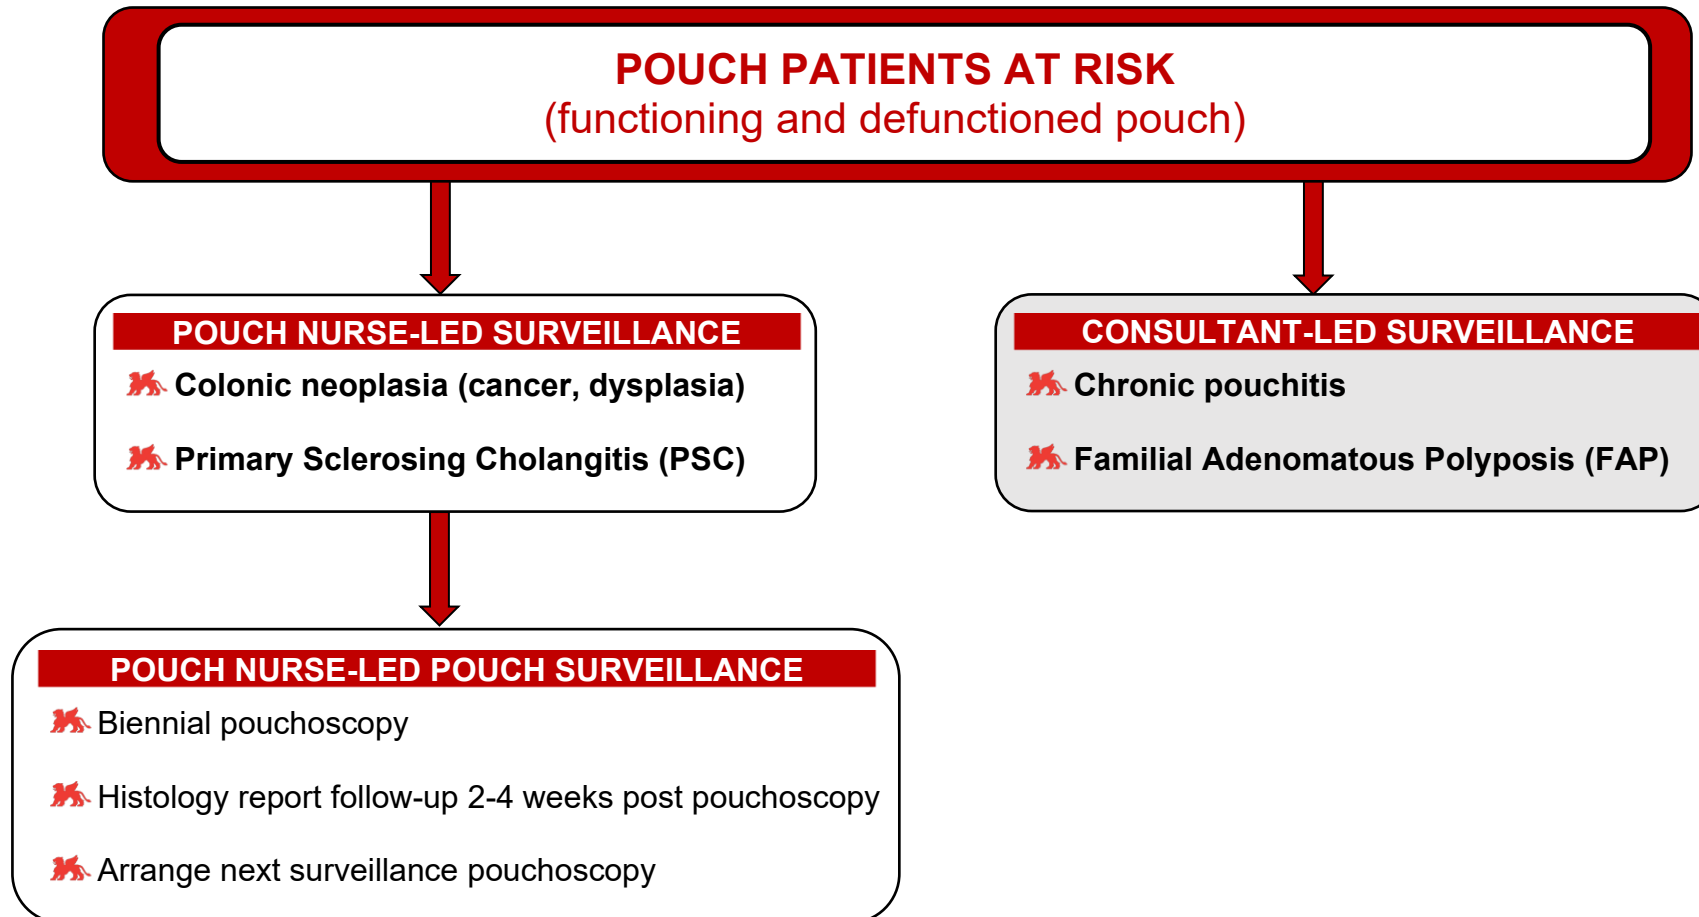 POUCH PATIENTS AT RISK
(functioning and defunctioned pouch)
POUCH NURSE-LED SURVEILLANCE
Colonic neoplasia (cancer, dysplasia)
Primary Sclerosing Cholangitis (PSC)
CONSULTANT-LED SURVEILLANCE
Chronic pouchitis
Familial Adenomatous Polyposis (FAP)
POUCH NURSE-LED POUCH SURVEILLANCE
Biennial pouchoscopy
Histology report follow-up 2-4 weeks post pouchoscopy
Arrange next surveillance pouchoscopy